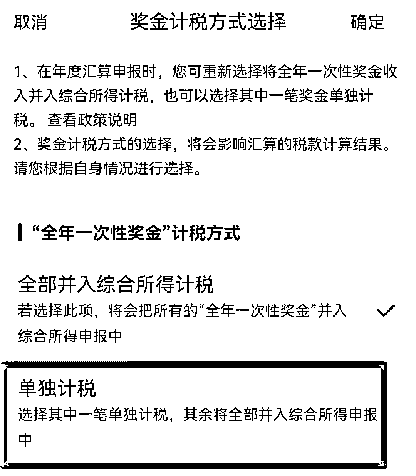 取消 奖金计税方式选择 确定
1、在年度汇算申报时，您可重新选择将全年一次性奖金收
入并入综合所得计税，也可以选择其中一笔奖金单独计
税。 查看政策说明
2、奖金计税方式的选择，将会影响汇算的税款计算结果。
请您根据自身情况进行选择。
“全年一次性奖金”计税方式
全部并入综合所得计税
若选择此项，将会把所有的“全年一次性奖金”并入
综合所得申报中
单独计税
选择其中一笔单独计税，其余将全部并入综合所得申报
中